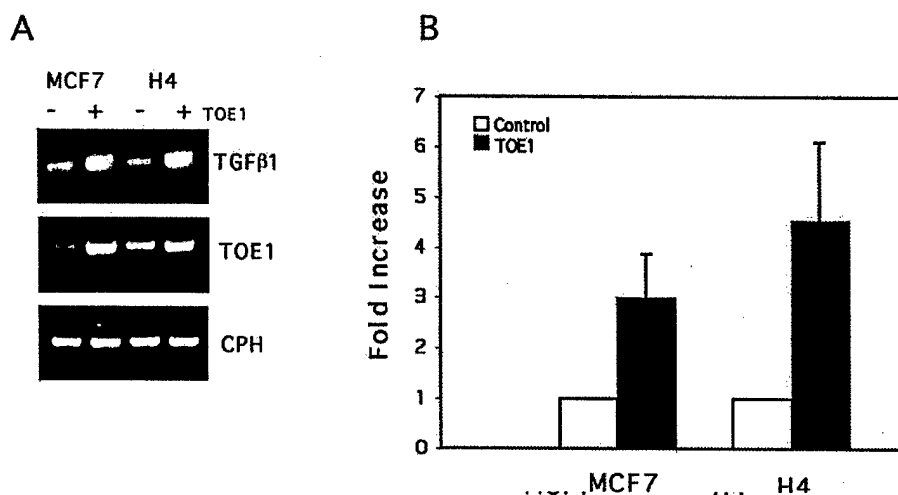 A
MCF7 H4
- + - + TOE1
TGFβ1
TOE1
CPH
B
7
6
5
4
3
2
1
0
Fold Increase
Control
TOE1
MCF7 H4